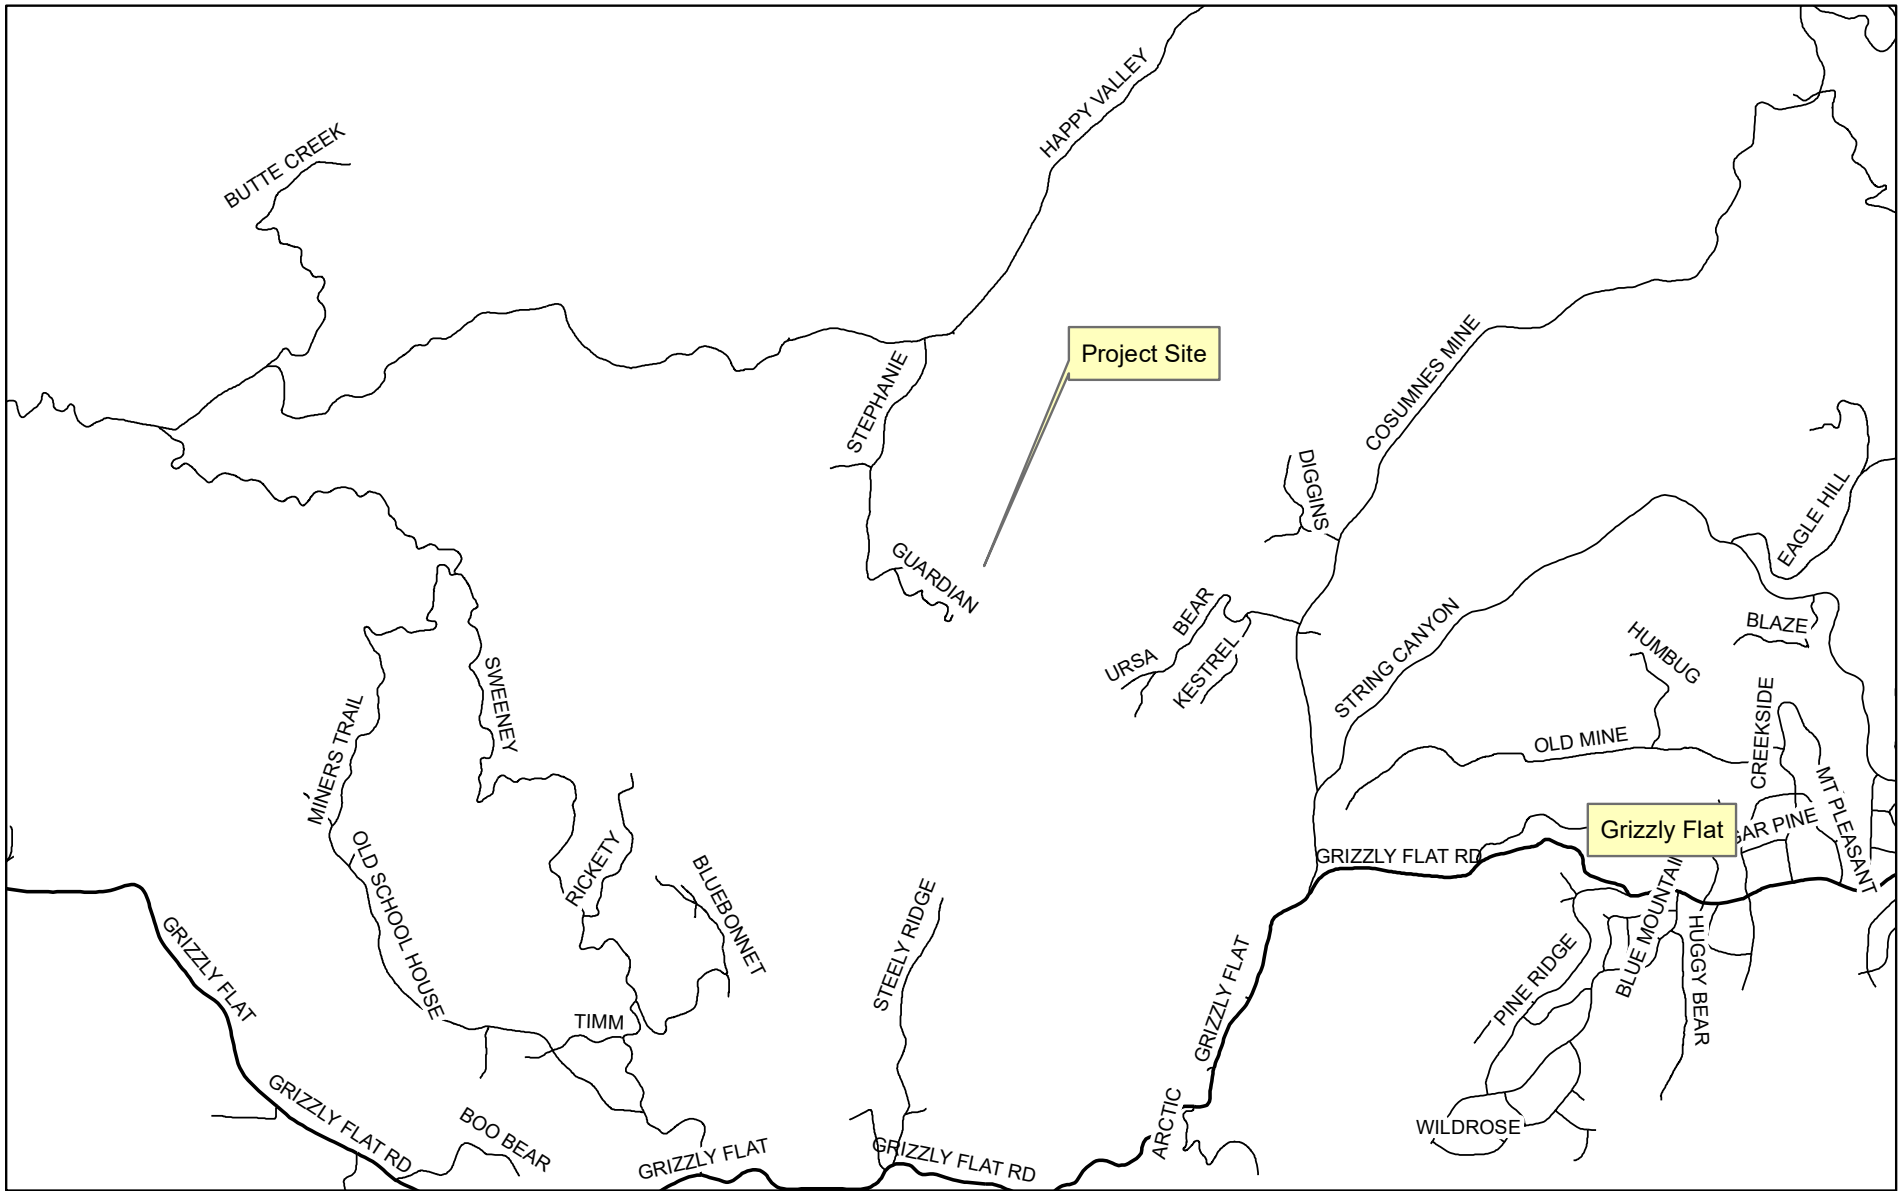 HAPPY VALLEY
BUTTE CREEK
Project Site
COSUMNES MINE
STEPHANIE
DIGGINS
EAGLE HILL
GUARDIAN
URSA BEAR
KESTREL
STRING CANYON
BLAZE
HUMBUG
SWEENEY
MINERS TRAIL
CREEKSIDE
OLD MINE
MT PLEASANT
Grizzly Flat
GAR PINE
GRIZZLY FLAT RD
OLD SCHOOL HOUSE
RICKETY
BLUEBONNET
STEELY RIDGE
BLUE MOUNTAIN
HUGGY BEAR
PINE RIDGE
GRIZZLY FLAT
GRIZZLY FLAT
TIMM
GRIZZLY FLAT RD
BOO BEAR
GRIZZLY FLAT
GRIZZLY FLAT RD
ARCTIC
WILDROSE